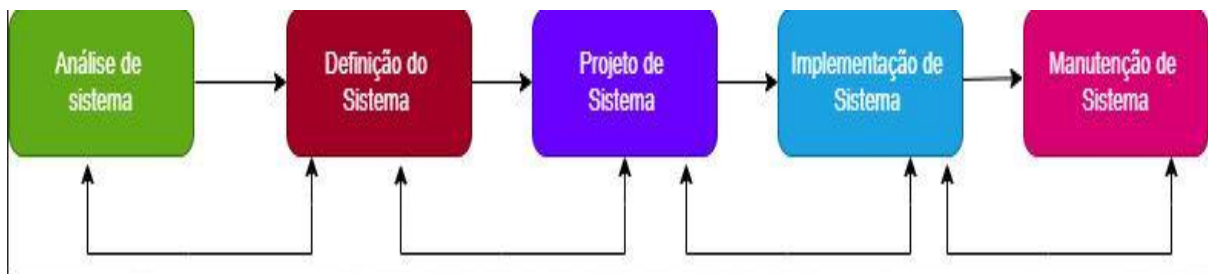 Análise de
sistema
Definição do
Sistema
Projeto de
Sistema
Implementação de
Sistema
Manutenção de
Sistema